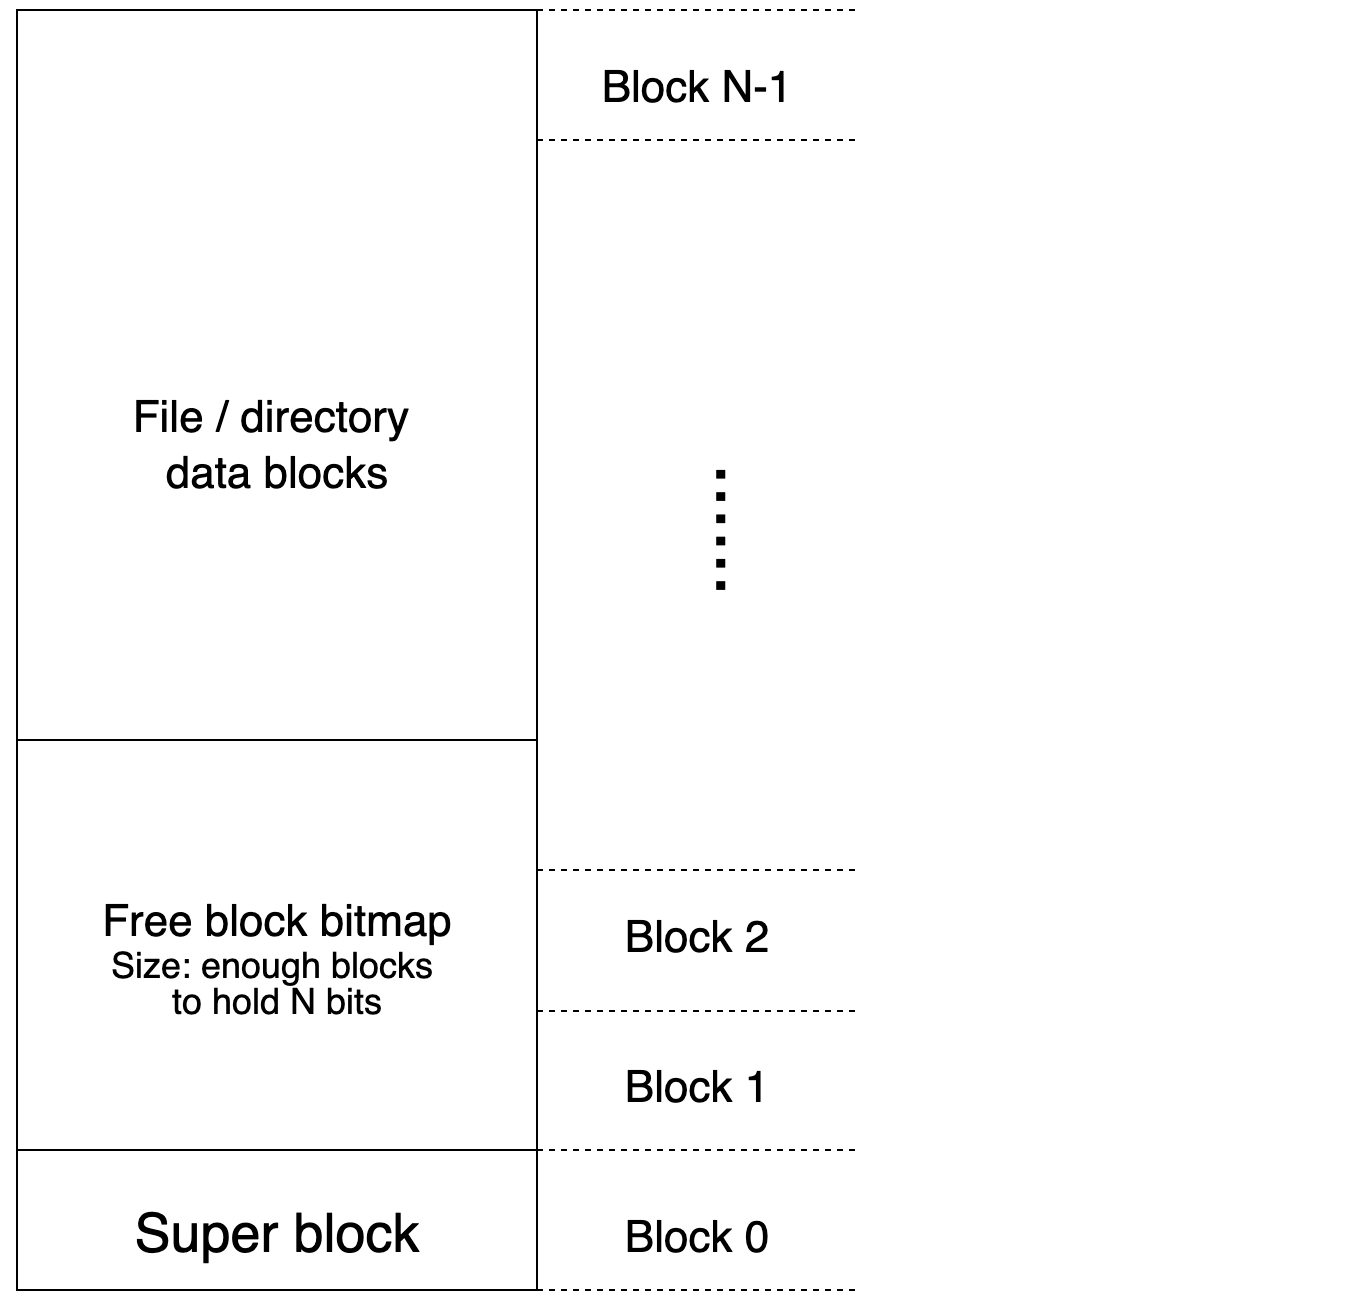 Block N-1
File / directory
data blocks
Free block bitmap
Size: enough blocks
to hold N bits
Block 2
Block 1
Super block
Block 0